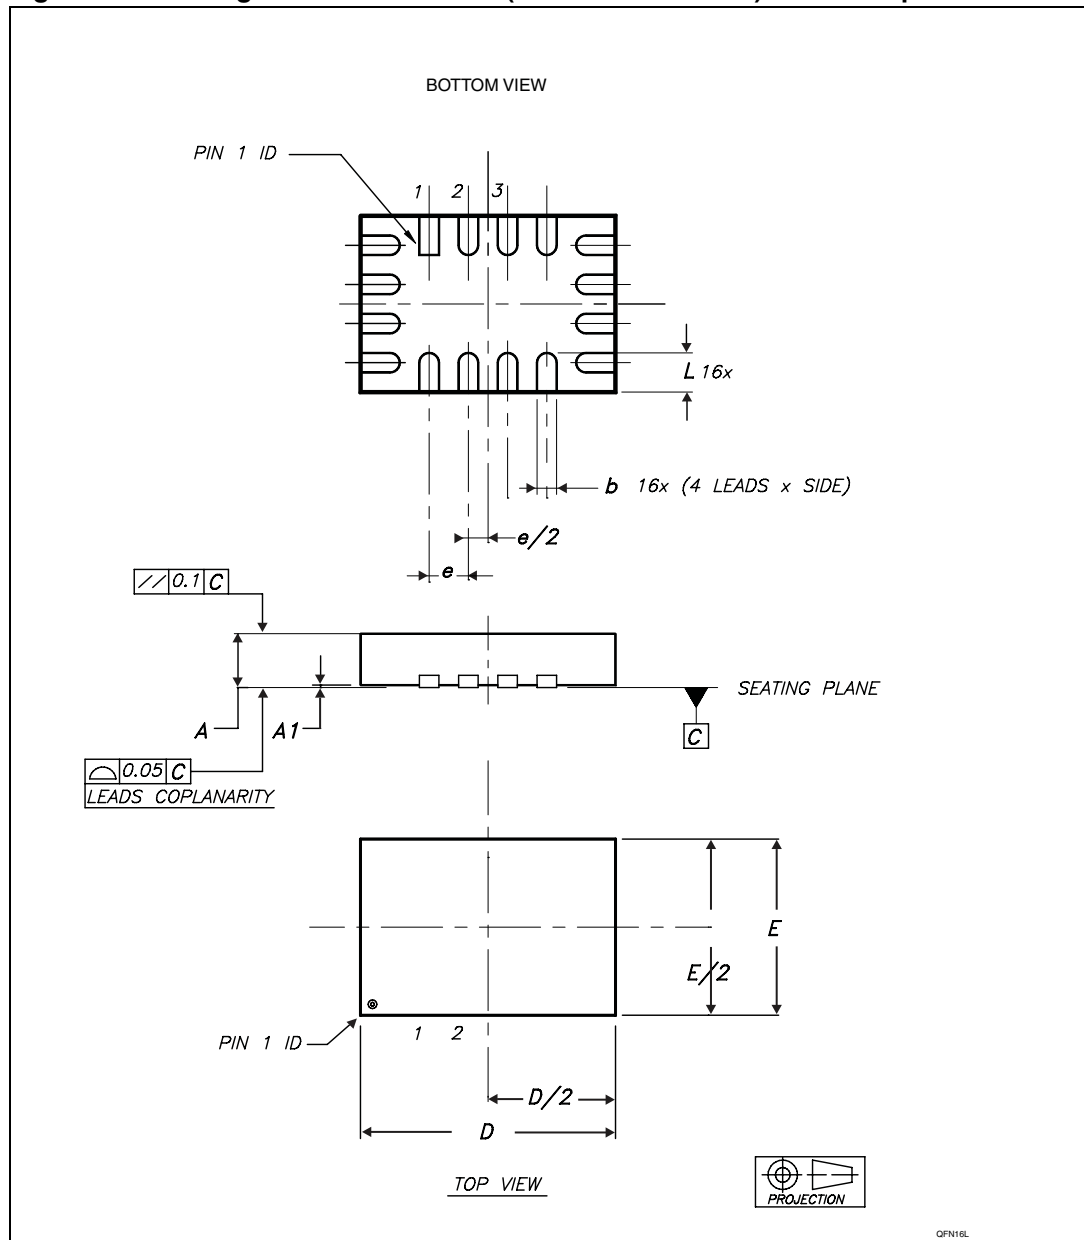 BOTTOM VIEW
PIN 1 ID
1 2 3
L 16x
b 16x (4 LEADS x SIDE)
e/2
e
// 0.1 C
SEATING PLANE
A A1
C
0.05 C
LEADS COPLANARITY
E
E/2
1 2
PIN 1 ID
D/2
D
TOP VIEW
PROJECTION
QFN16L